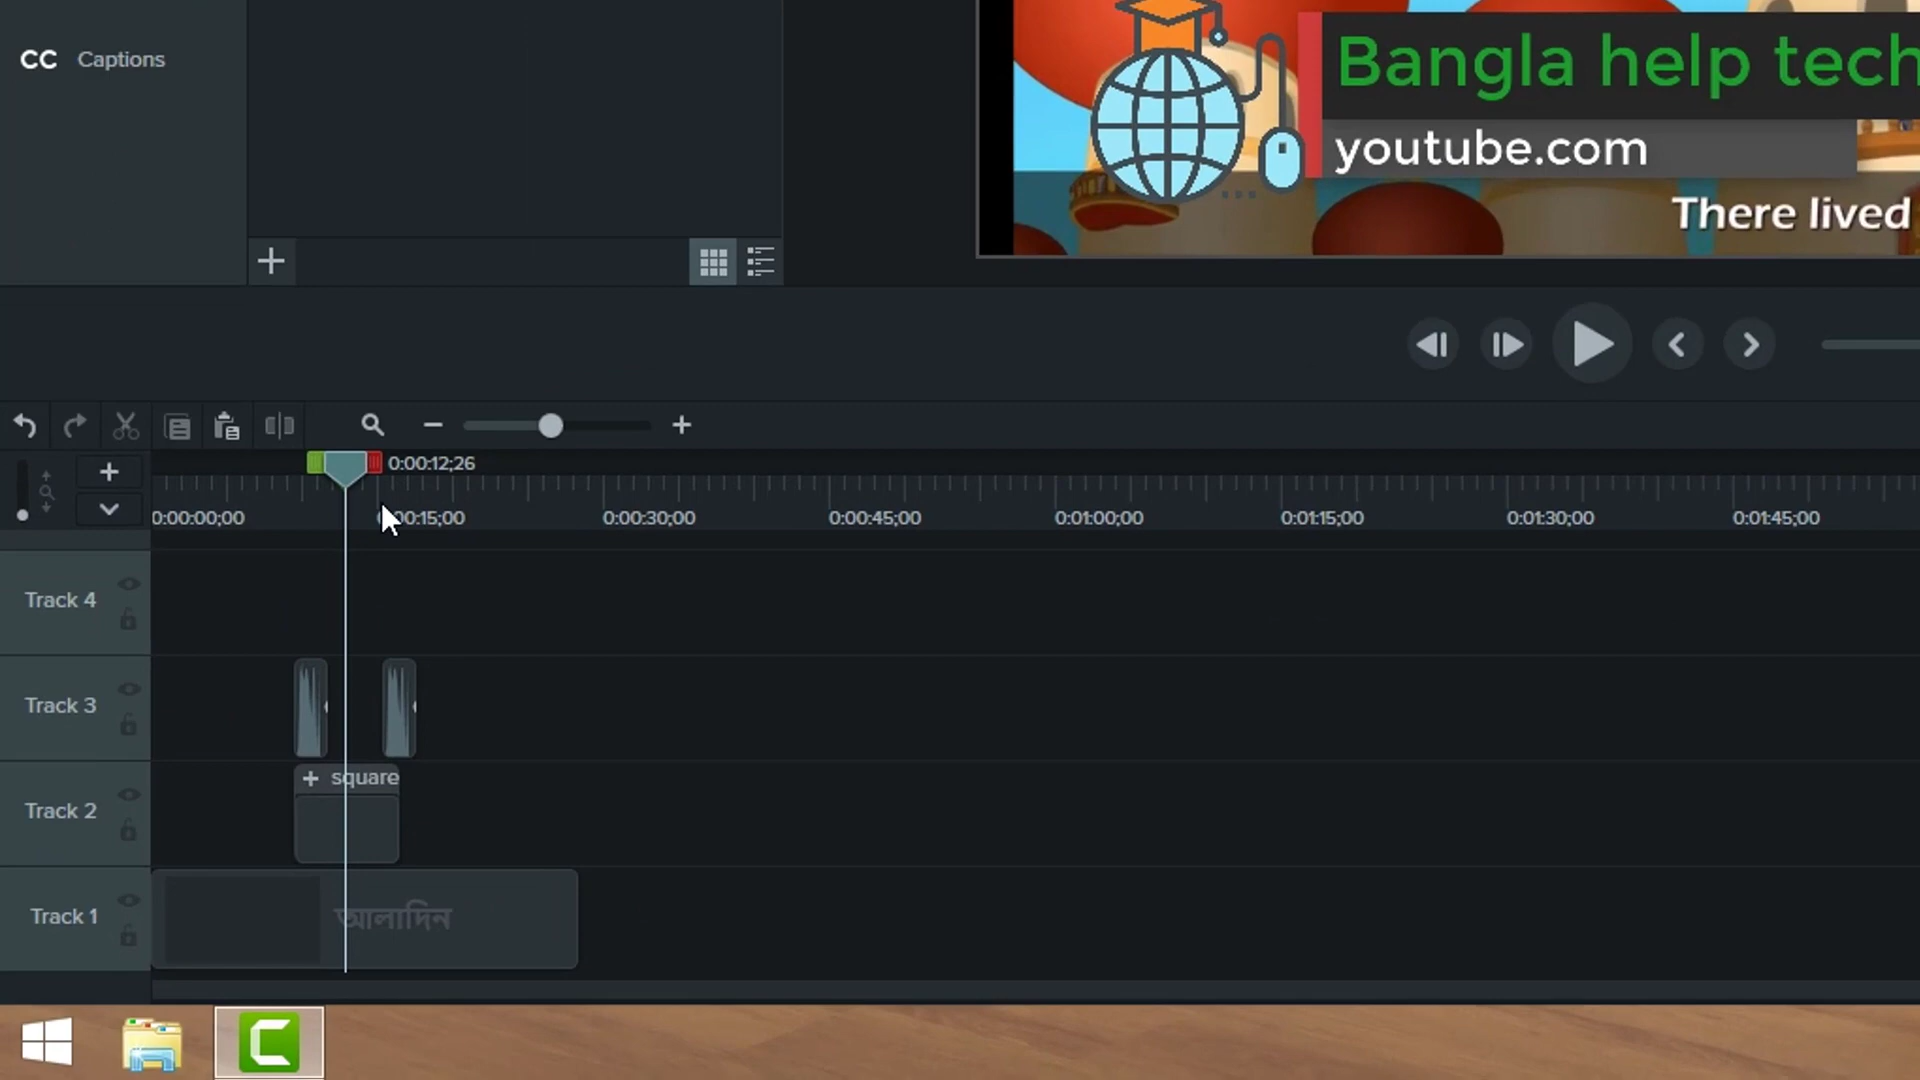 CC Captions
Bangla help tech
youtube.com
There lived
0:00:12;26
0:00:00;00
0:00:15;00
0:00:30;00
0:00:45;00
0:01:00;00
0:01:15;00
0:01:30;00
0:01:45;00
Track 4
Track 3
square
Track 2
আলাদিন
Track 1